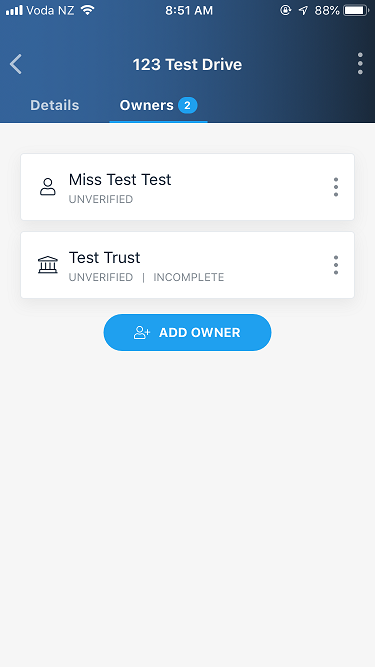 Voda NZ 8:51 AM 88%
123 Test Drive
Details Owners 2
Miss Test Test
UNVERIFIED
Test Trust
UNVERIFIED | INCOMPLETE
ADD OWNER